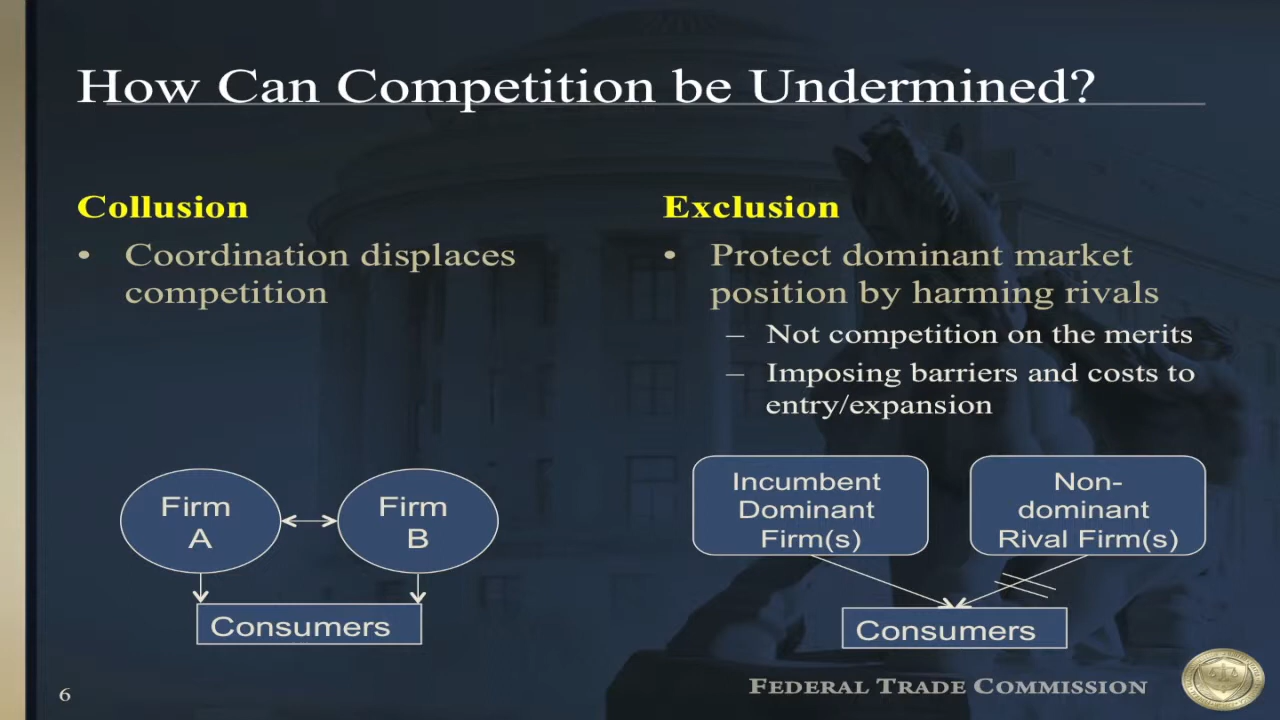 How Can Competition be Undermined?
Collusion
• Coordination displaces
competition
Exclusion
• Protect dominant market
position by harming rivals
– Not competition on the merits
– Imposing barriers and costs to
entry/expansion
Firm
A
Firm
B
Consumers
Incumbent
Dominant
Firm(s)
Non-
dominant
Rival Firm(s)
Consumers
6
FEDERAL TRADE COMMISSION